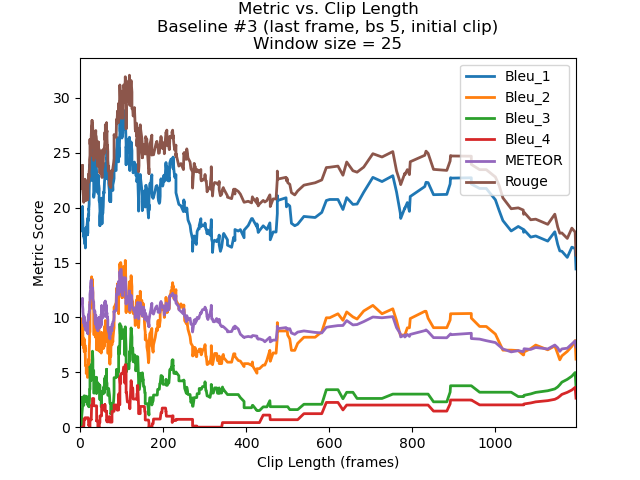 Metric vs. Clip Length
Baseline #3 (last frame, bs 5, initial clip)
Window size = 25
Metric Score
30
25
20
15
10
5
0
0 200 400 600 800 1000
Clip Length (frames)
Bleu_1
Bleu_2
Bleu_3
Bleu_4
METEOR
Rouge